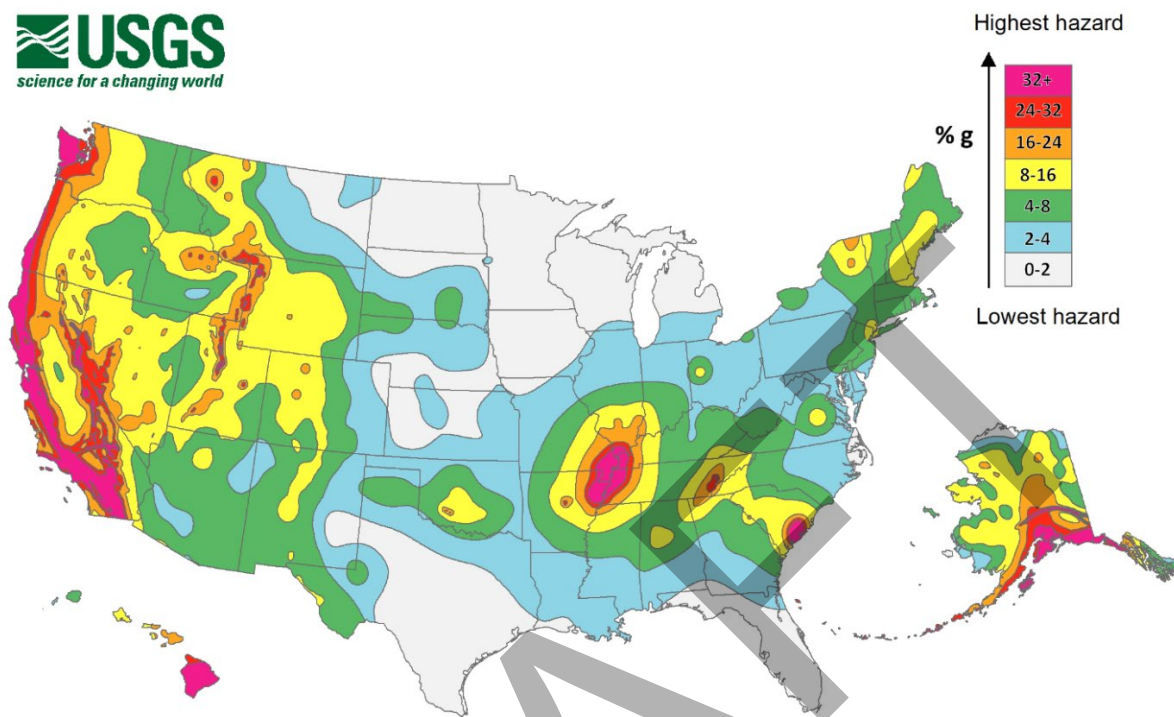 USGS
science for a changing world
Highest hazard
% g
32+
24-32
16-24
8-16
4-8
2-4
0-2
Lowest hazard